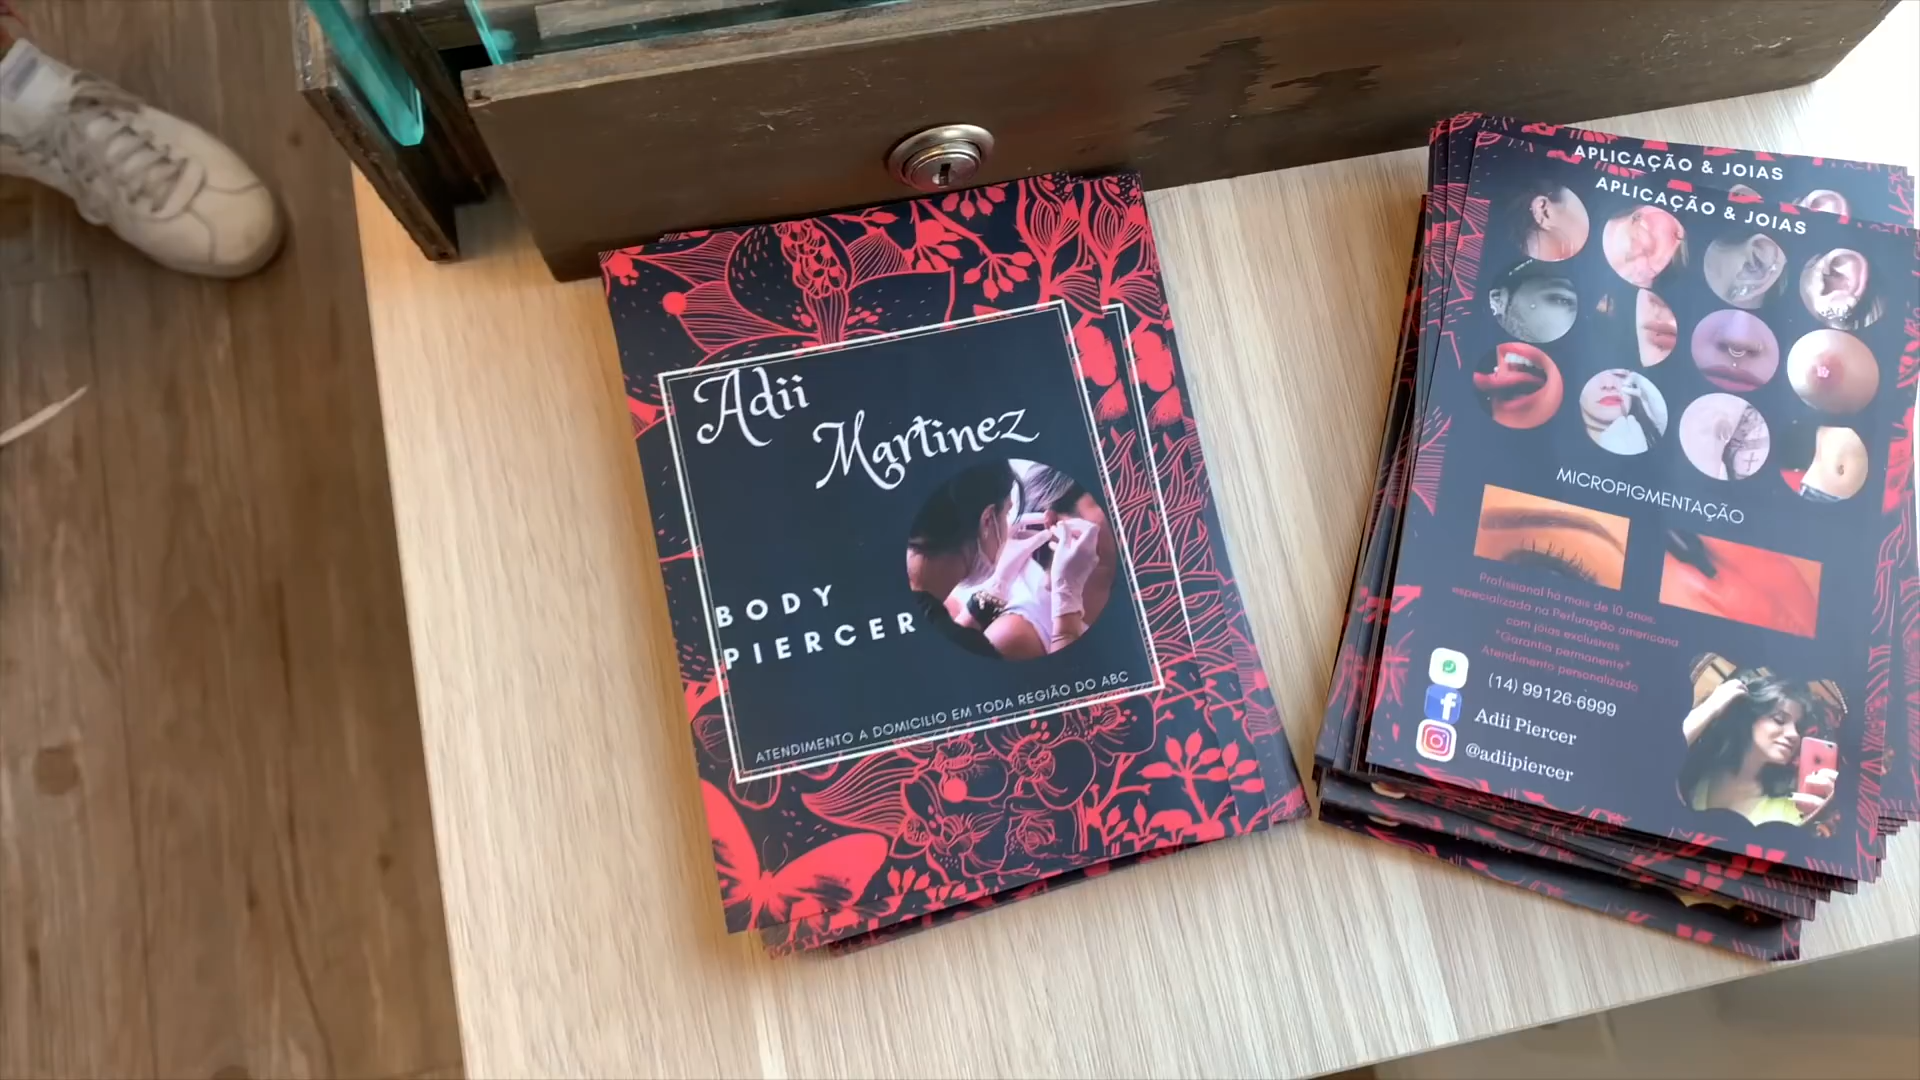 Adii
Martinez
BODY
PIERCER
ATENDIMENTO A DOMICILIO EM TODA REGIÃO DO ABC
APLICAÇÃO & JOIAS
APLICAÇÃO & JOIAS
MICROPIGMENTAÇÃO
Profissional há mais de 10 anos,
especializada na Perfuração americana
com jóias exclusivas
*Garantia permanente*
Atendimento personalizado
(14) 99126-6999
Adii Piercer
@adiipiercer